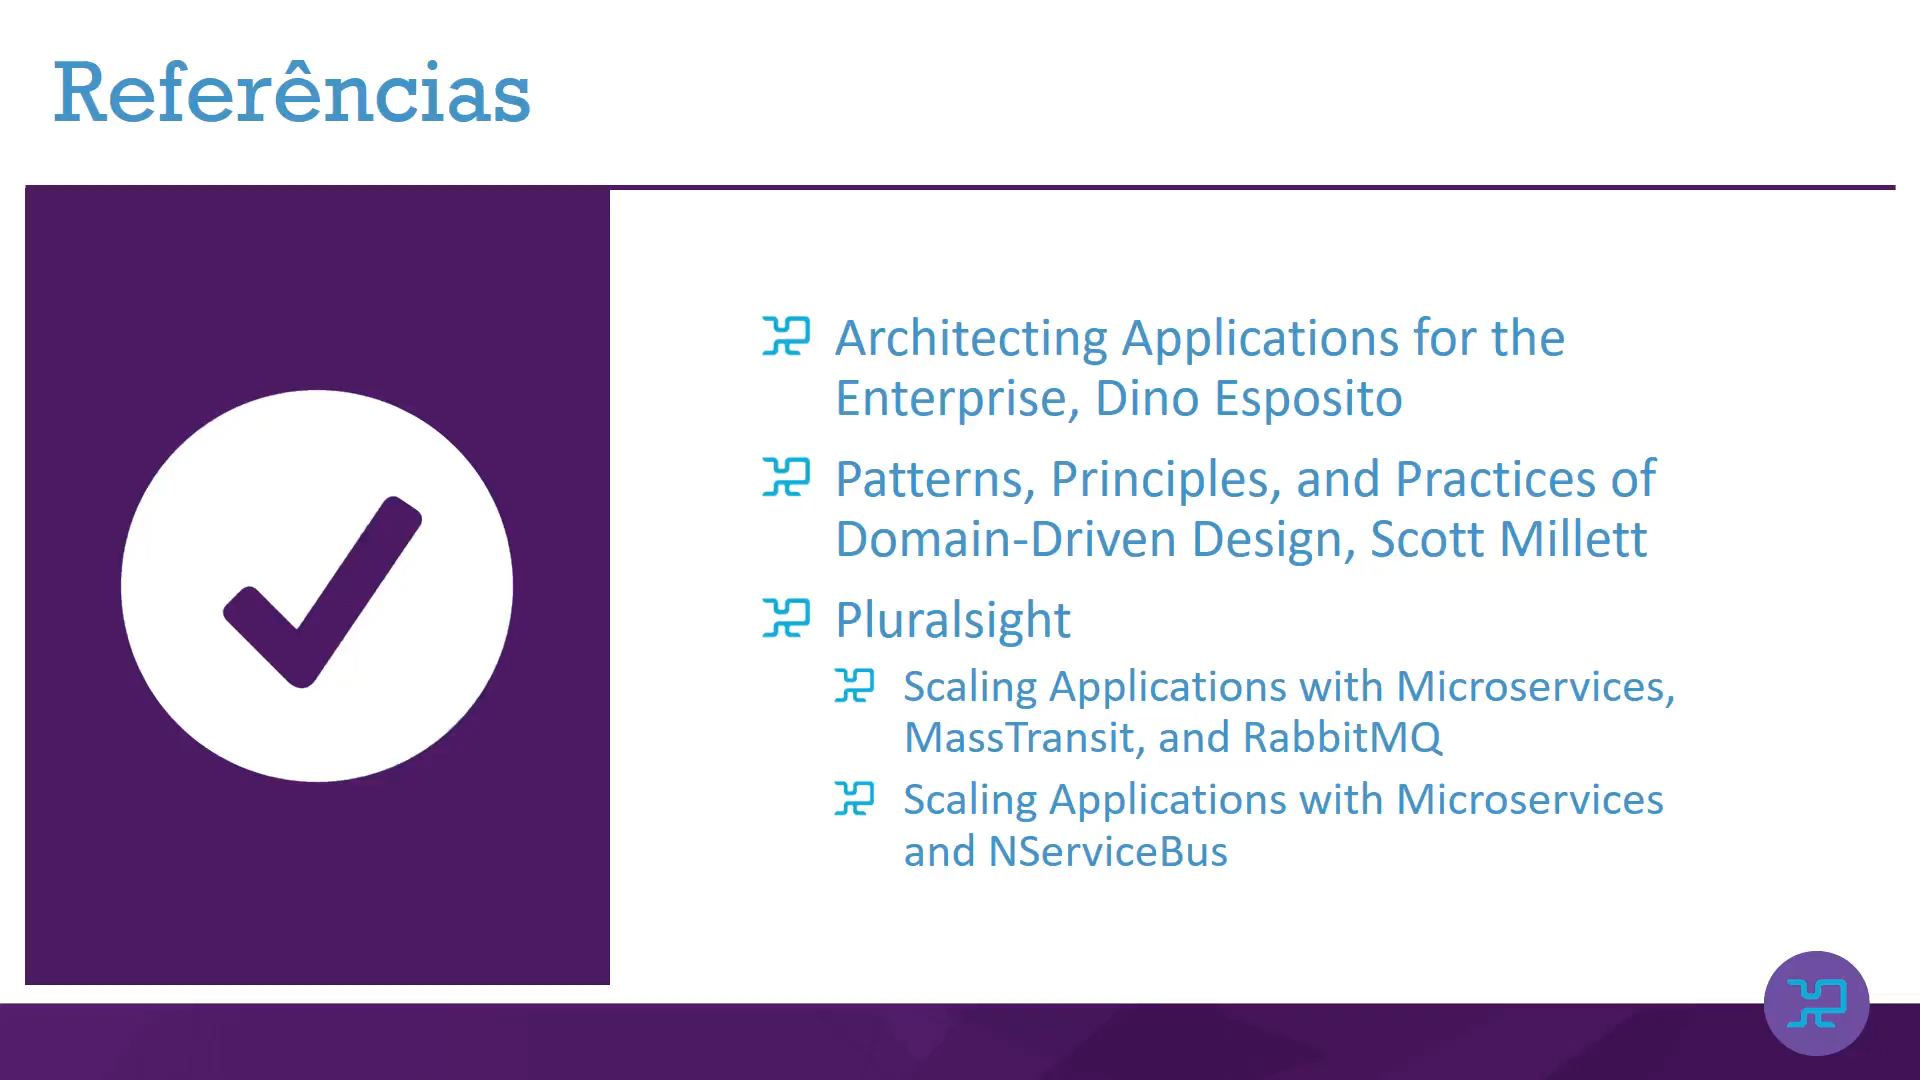 Referências
Architecting Applications for the
Enterprise, Dino Esposito
Patterns, Principles, and Practices of
Domain-Driven Design, Scott Millett
Pluralsight
Scaling Applications with Microservices,
MassTransit, and RabbitMQ
Scaling Applications with Microservices
and NServiceBus